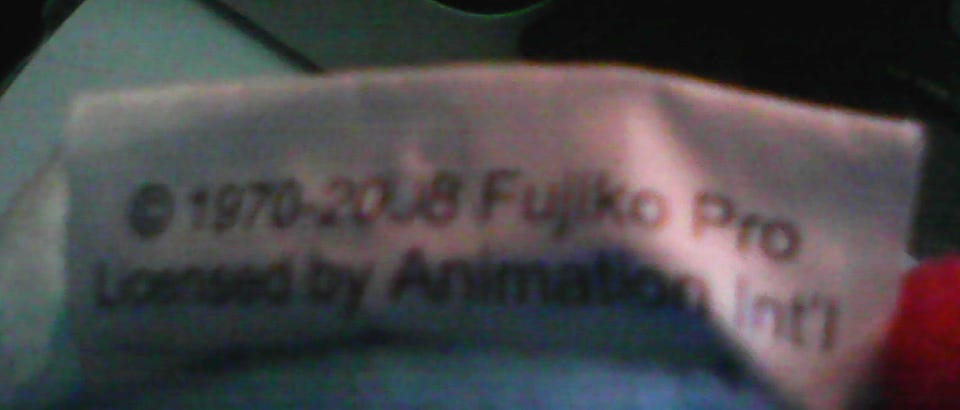 © 1970-2008 Fujiko Pro
Licensed by Animation Int'l